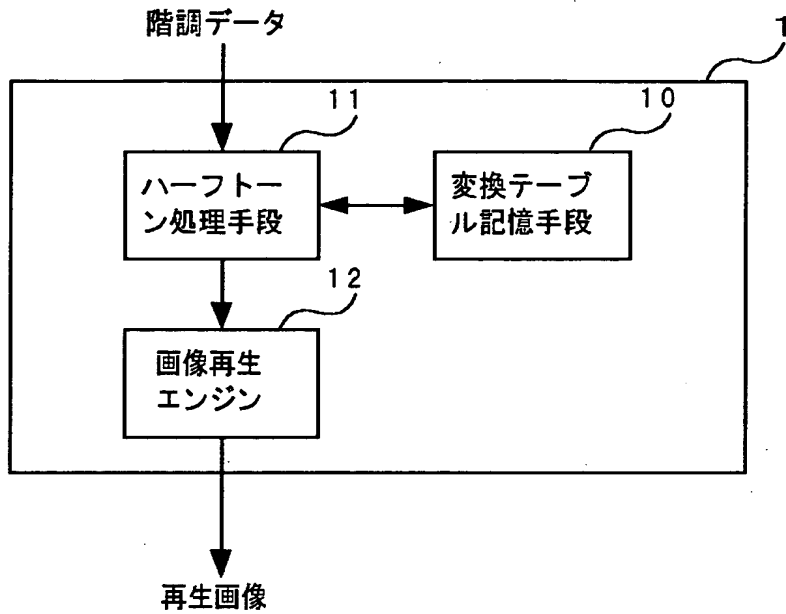 階調データ
1
11
10
ハーフトー
ン処理手段
変換テーブ
ル記憶手段
12
画像再生
エンジン
再生画像